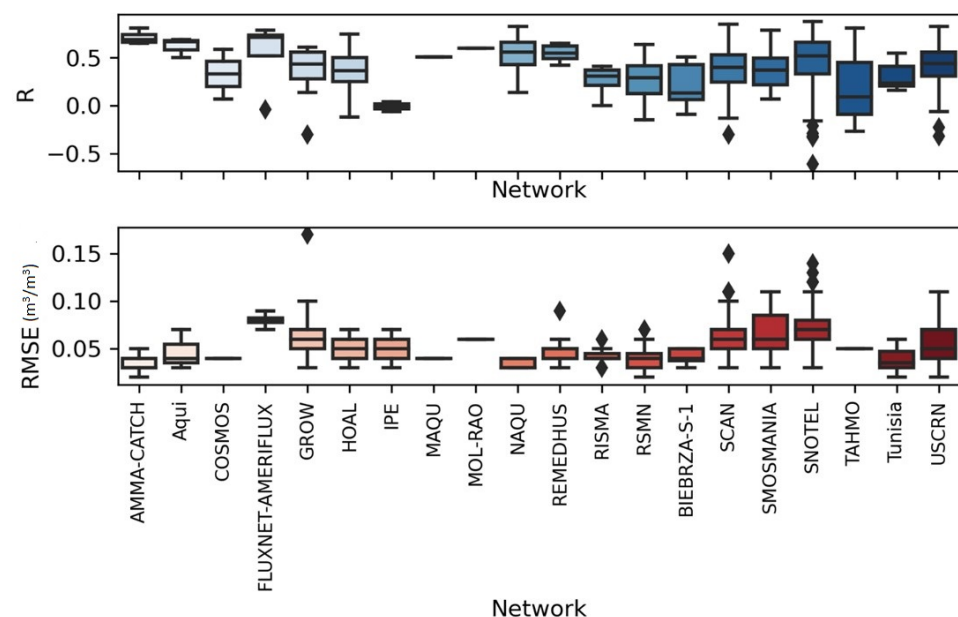 R
0.5
0.0
−0.5
Network
RMSE (m³/m³)
0.15
0.10
0.05
AMMA-CATCH
Aqui
COSMOS
FLUXNET-AMERIFLUX
GROW
HOAL
IPE
MAQU
MOL-RAO
NAQU
REMEDHUS
RISMA
RSMN
BIEBRZA-S-1
SCAN
SMOSMANIA
SNOTEL
TAHMO
Tunisia
USCRN
Network